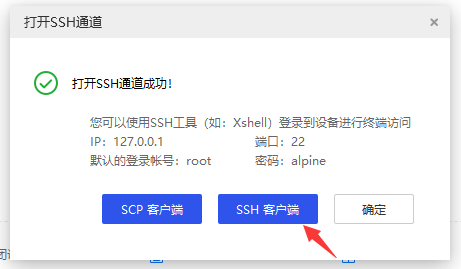 打开SSH通道
×
打开SSH通道成功！
您可以使用SSH工具（如：Xshell）登录到设备进行终端访问
IP：127.0.0.1 端口：22
默认的登录帐号：root 密码：alpine
SCP 客户端 SSH 客户端 确定